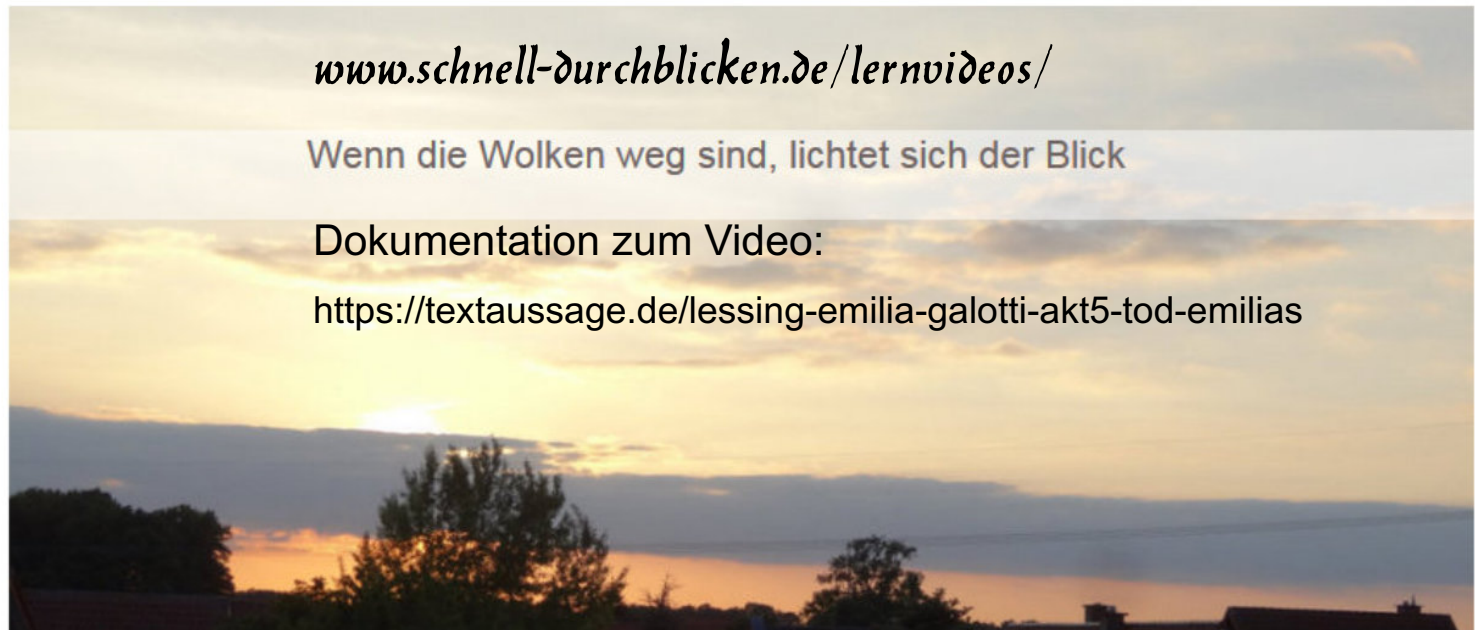 www.schnell-durchblicken.de/lernvideos/
Wenn die Wolken weg sind, lichtet sich der Blick
Dokumentation zum Video:
https://textaussage.de/lessing-emilia-galotti-akt5-tod-emilias